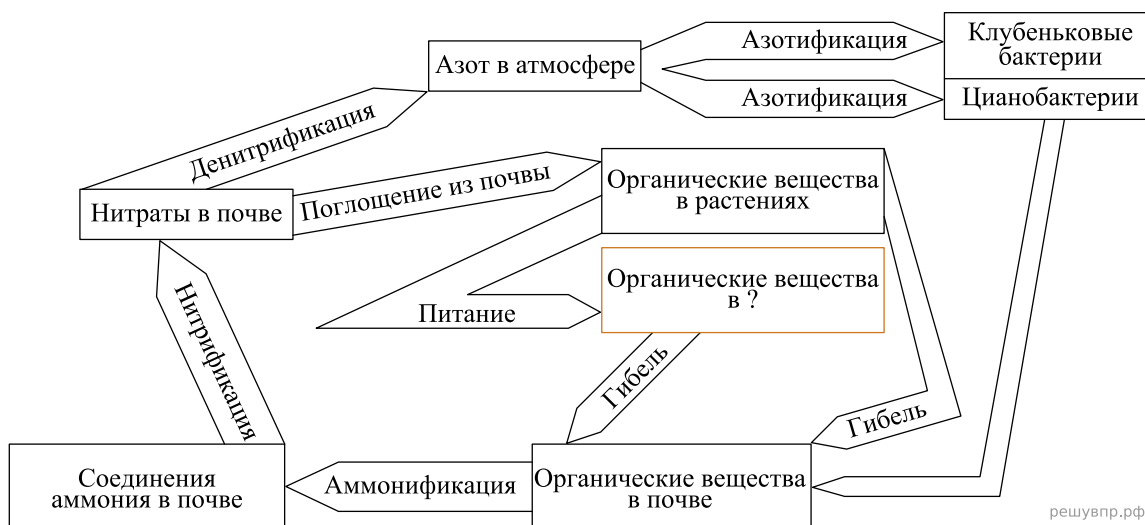 Азотификация
Клубеньковые
бактерии
Азот в атмосфере
Азотификация
Цианобактерии
Денитрификация
Нитраты в почве
Поглощение из почвы
Органические вещества
в растениях
Органические вещества
в ?
Питание
Нитрификация
Гибель
Гибель
Соединения
аммония в почве
Аммонификация
Органические вещества
в почве
решувпр.рф